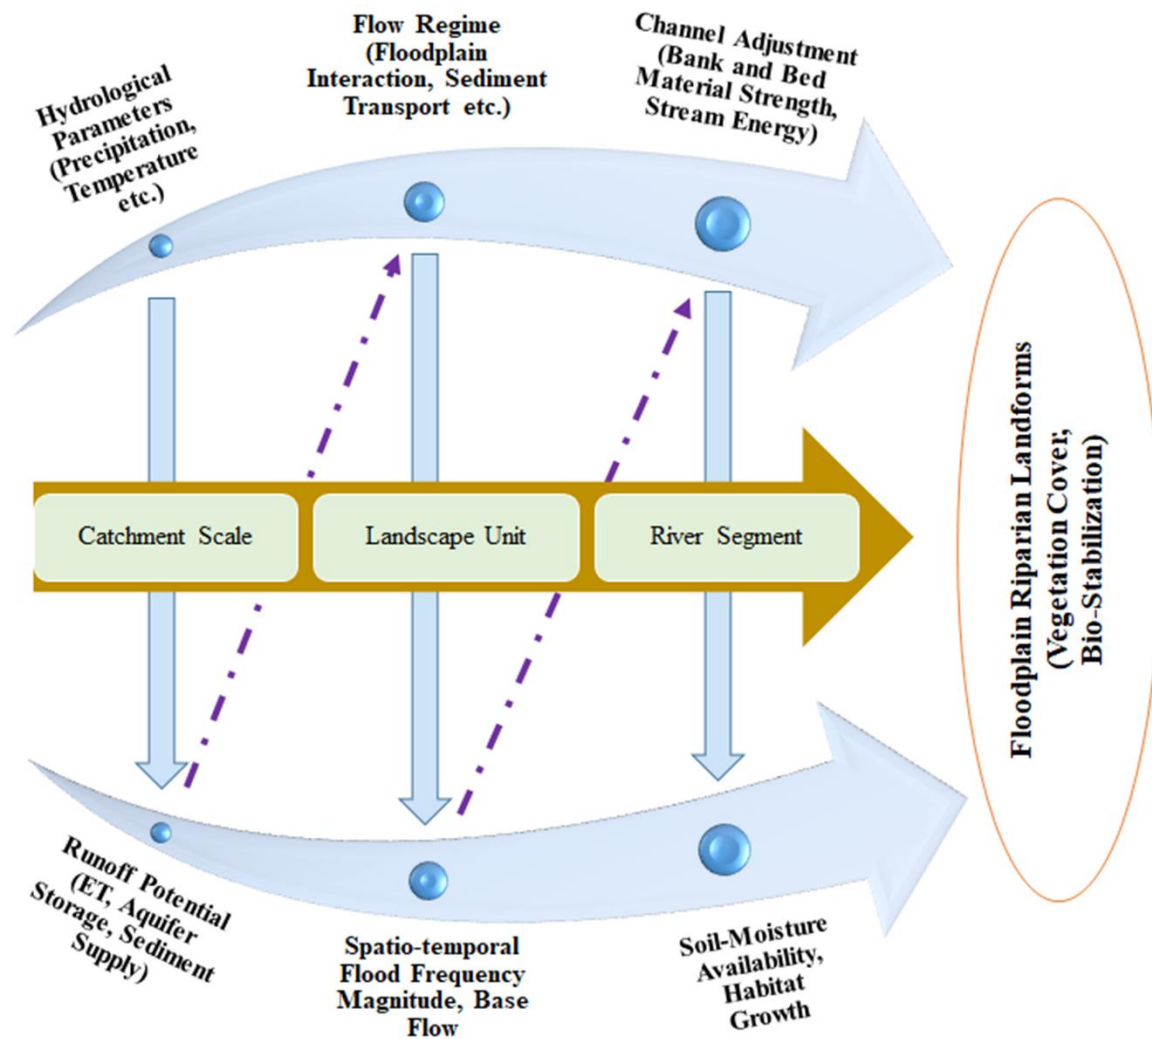 Hydrological
Parameters
(Precipitation,
Temperature
etc.)
Flow Regime
(Floodplain
Interaction, Sediment
Transport etc.)
Channel Adjustment
(Bank and Bed
Material Strength,
Stream Energy)
Catchment Scale
Landscape Unit
River Segment
Floodplain Riparian Landforms
(Vegetation Cover,
Bio-Stabilization)
Runoff Potential
(ET, Aquifer
Storage, Sediment
Supply)
Spatio-temporal
Flood Frequency
Magnitude, Base
Flow
Soil-Moisture
Availability,
Habitat
Growth